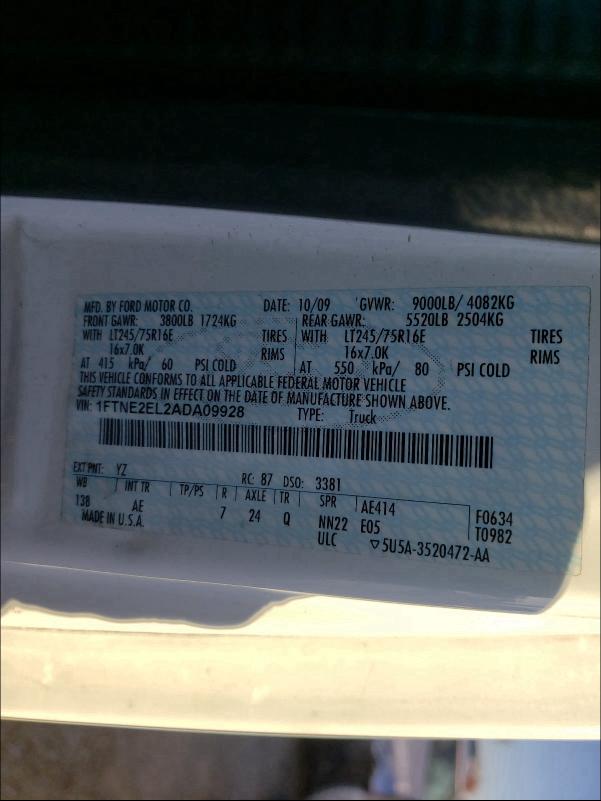 MFD. BY FORD MOTOR CO. DATE: 10/09 GVWR: 9000LB/ 4082KG
FRONT GAWR: 3800LB 1724KG REAR GAWR: 5520LB 2504KG
WITH LT245/75R16E TIRES WITH LT245/75R16E TIRES
16x7.0K RIMS 16x7.0K RIMS
AT 415 kPa/ 60 PSI COLD AT 550 kPa/ 80 PSI COLD
THIS VEHICLE CONFORMS TO ALL APPLICABLE FEDERAL MOTOR VEHICLE
SAFETY STANDARDS IN EFFECT ON THE DATE OF MANUFACTURE SHOWN ABOVE.
VIN: 1FTNE2EL2ADA09928 TYPE: Truck
EXT PNT: YZ RC: 87 DSO: 3381
WB INT TR TP/PS R AXLE TR SPR AE414 F0634
138 AE 7 24 Q NN22 E05 T0982
MADE IN U.S.A. ULC ▽5U5A-3520472-AA